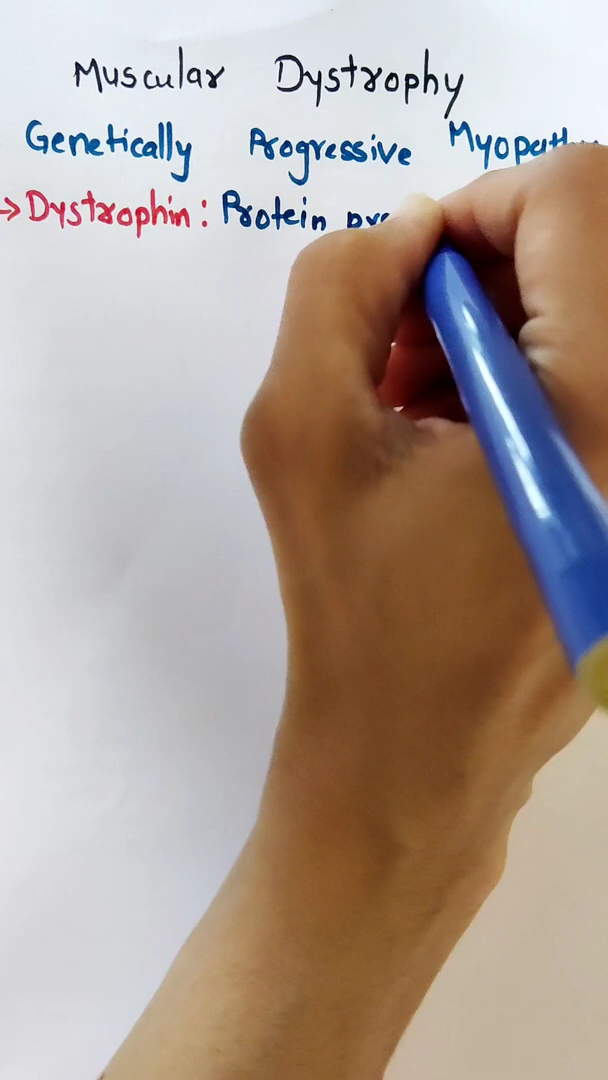 Muscular Dystrophy
Genetically Progressive
→ Dystrophin : Protein